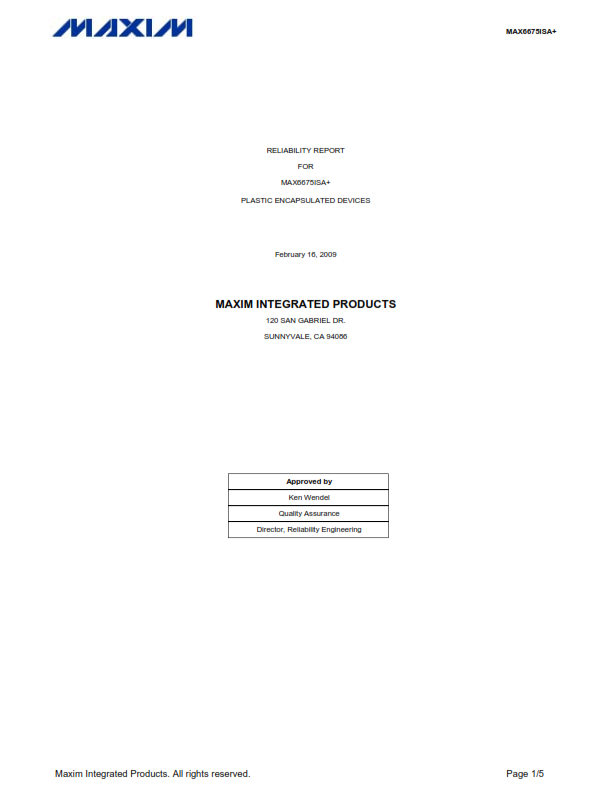 MAXIM
MAX6675ISA+
RELIABILITY REPORT
FOR
MAX6675ISA+
PLASTIC ENCAPSULATED DEVICES
February 16, 2009
MAXIM INTEGRATED PRODUCTS
120 SAN GABRIEL DR.
SUNNYVALE, CA 94086
Approved by
Ken Wendel
Quality Assurance
Director, Reliability Engineering
Maxim Integrated Products. All rights reserved.
Page 1/5